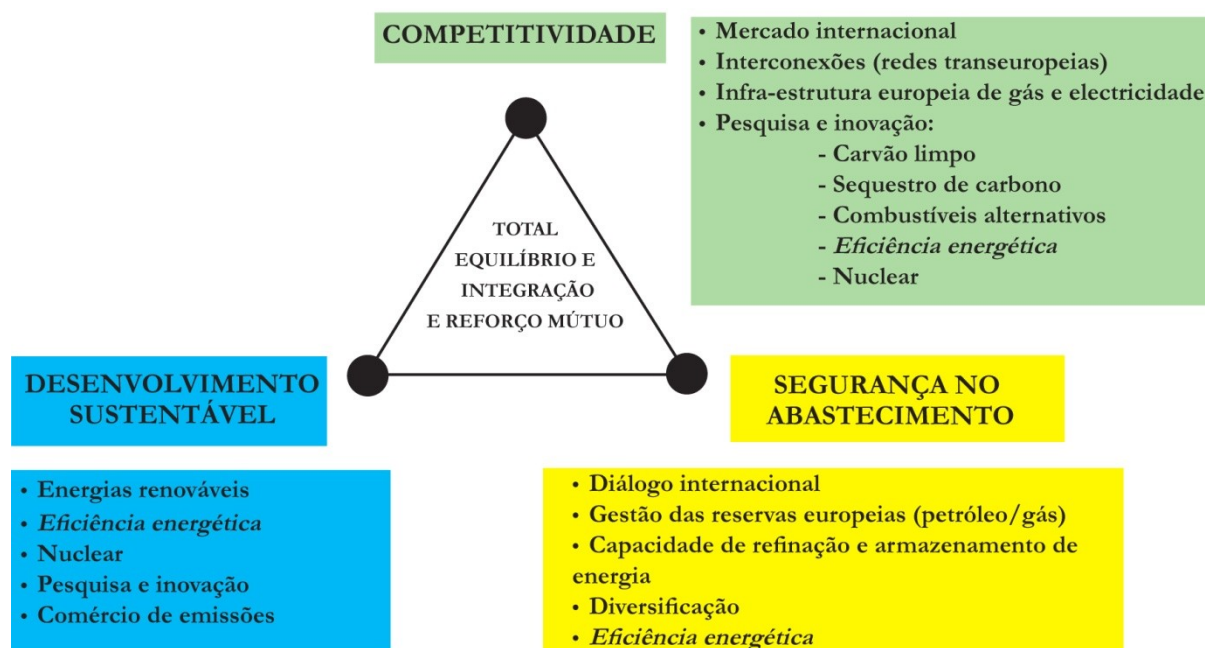 COMPETITIVIDADE
• Mercado internacional
• Interconexões (redes transeuropeias)
• Infra-estrutura europeia de gás e electricidade
• Pesquisa e inovação:
- Carvão limpo
- Sequestro de carbono
- Combustíveis alternativos
- Eficiência energética
- Nuclear
TOTAL
EQUILÍBRIO E
INTEGRAÇÃO
E REFORÇO MÚTUO
DESENVOLVIMENTO
SUSTENTÁVEL
• Energias renováveis
• Eficiência energética
• Nuclear
• Pesquisa e inovação
• Comércio de emissões
SEGURANÇA NO
ABASTECIMENTO
• Diálogo internacional
• Gestão das reservas europeias (petróleo/gás)
• Capacidade de refinação e armazenamento de
energia
• Diversificação
• Eficiência energética